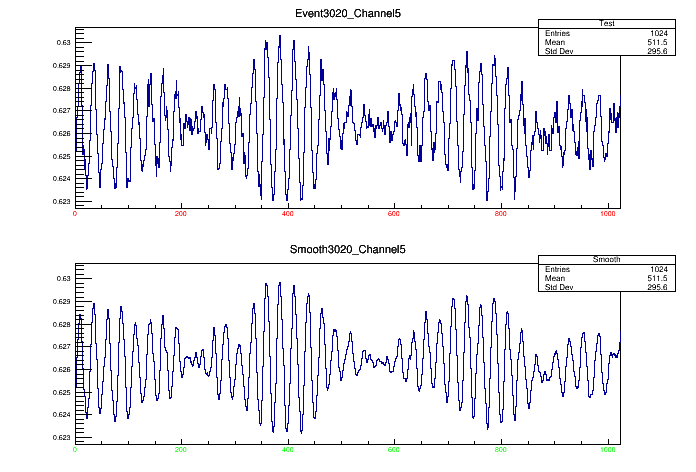 Event3020_Channel5
Test
Entries 1024
Mean 511.5
Std Dev 295.6
0.63
0.629
0.628
0.627
0.626
0.625
0.624
0.623
0 200 400 600 800 1000
Smooth3020_Channel5
Smooth
Entries 1024
Mean 511.5
Std Dev 295.6
0.63
0.629
0.628
0.627
0.626
0.625
0.624
0.623
0 200 400 600 800 1000